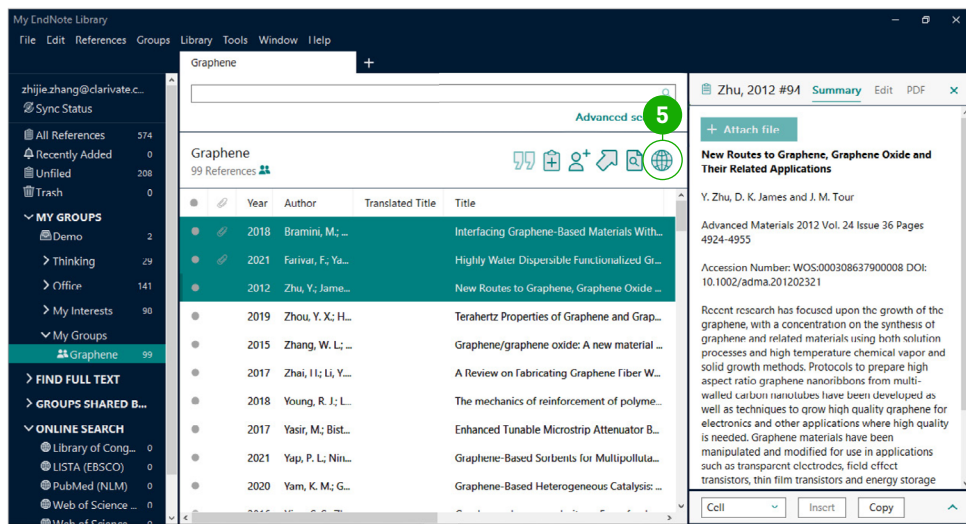 My EndNote Library
File Edit References Groups Library Tools Window Help
Graphene
zhijie.zhang@clarivate.c...
Sync Status
All References 574
Recently Added 0
Unfiled 208
Trash 0
MY GROUPS
Demo 2
Thinking 29
Office 141
My Interests 90
My Groups
Graphene 99
FIND FULL TEXT
GROUPS SHARED B...
ONLINE SEARCH
Library of Cong... 0
LISTA (EBSCO) 0
PubMed (NLM) 0
Web of Science ... 0
Web of Science
Advanced se
5
Graphene
99 References
Year Author Translated Title Title
2018 Bramini, M.; ... Interfacing Graphene-Based Materials With...
2021 Farivar, F.; Ya... Highly Water Dispersible Functionalized Gr...
2012 Zhu, Y.; Jame... New Routes to Graphene, Graphene Oxide ...
2019 Zhou, Y. X.; H... Terahertz Properties of Graphene and Grap...
2015 Zhang, W. L.; ... Graphene/graphene oxide: A new material ...
2017 Zhai, H.; Li, Y.... A Review on Fabricating Graphene Fiber W...
2018 Young, R. J.; L... The mechanics of reinforcement of polyme...
2017 Yasir, M.; Bist... Enhanced Tunable Microstrip Attenuator B...
2021 Yap, P. L.; Nin... Graphene-Based Sorbents for Multipolluta...
2020 Yam, K. M.; G... Graphene-Based Heterogeneous Catalysis: ...
Zhu, 2012 #94 Summary Edit PDF
+ Attach file
New Routes to Graphene, Graphene Oxide and
Their Related Applications
Y. Zhu, D. K. James and J. M. Tour
Advanced Materials 2012 Vol. 24 Issue 36 Pages
4924-4955
Accession Number: WOS:000308637900008 DOI:
10.1002/adma.201202321
Recent research has focused upon the growth of the
graphene, with a concentration on the synthesis of
graphene and related materials using both solution
processes and high temperature chemical vapor and
solid growth methods. Protocols to prepare high
aspect ratio graphene nanoribbons from multi-
walled carbon nanotubes have been developed as
well as techniques to grow high quality graphene for
electronics and other applications where high quality
is needed. Graphene materials have been
manipulated and modified for use in applications
such as transparent electrodes, field effect
transistors, thin film transistors and energy storage
Cell Insert Copy